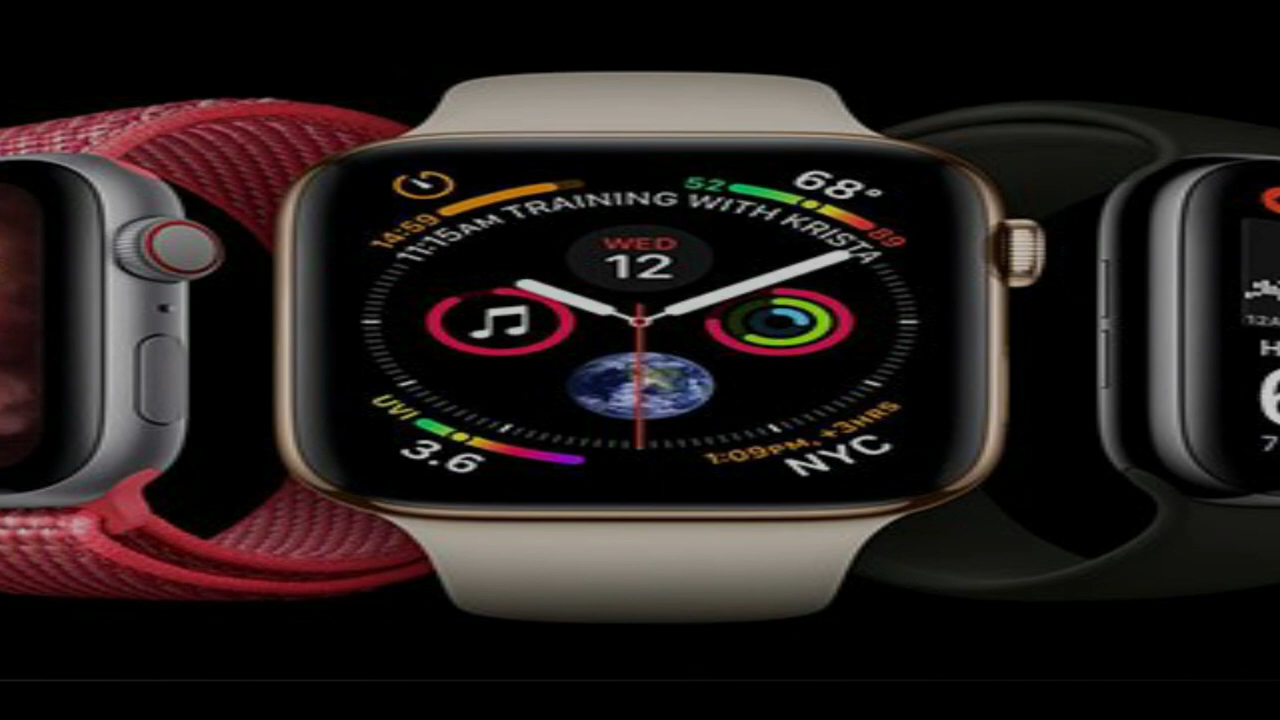 14:59
11:15AM TRAINING WITH KRISTA
52
68°
89
WED
12
UVI
3.6
1:09PM, +3HRS
NYC
H
7